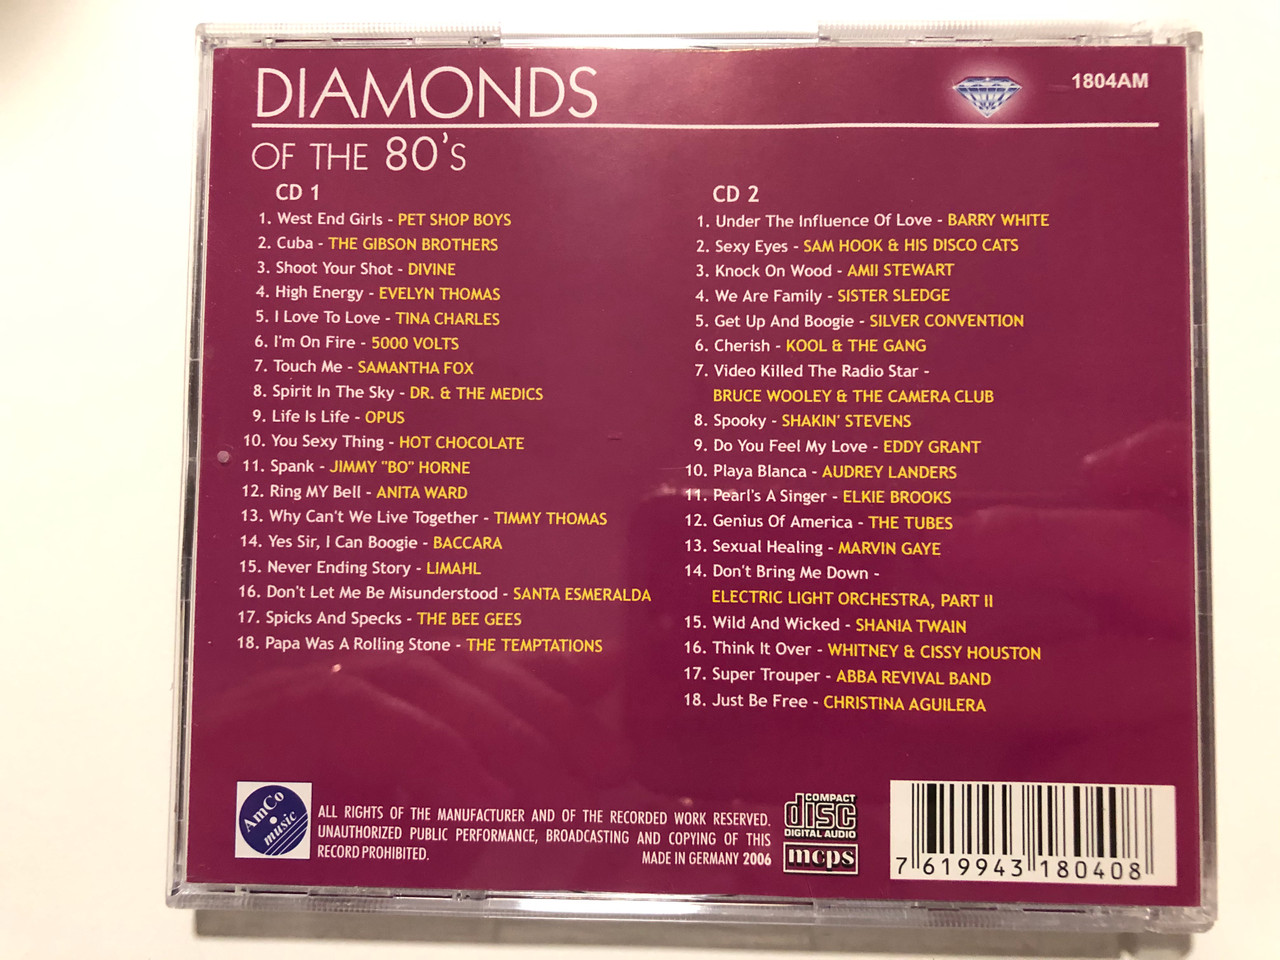 DIAMONDS
1804AM
OF THE 80'S
CD 1
1. West End Girls - PET SHOP BOYS
2. Cuba - THE GIBSON BROTHERS
3. Shoot Your Shot - DIVINE
4. High Energy - EVELYN THOMAS
5. I Love To Love - TINA CHARLES
6. I'm On Fire - 5000 VOLTS
7. Touch Me - SAMANTHA FOX
8. Spirit In The Sky - DR. & THE MEDICS
9. Life Is Life - OPUS
10. You Sexy Thing - HOT CHOCOLATE
11. Spank - JIMMY "BO" HORNE
12. Ring MY Bell - ANITA WARD
13. Why Can't We Live Together - TIMMY THOMAS
14. Yes Sir, I Can Boogie - BACCARA
15. Never Ending Story - LIMAHL
16. Don't Let Me Be Misunderstood - SANTA ESMERALDA
17. Spicks And Specks - THE BEE GEES
18. Papa Was A Rolling Stone - THE TEMPTATIONS
CD 2
1. Under The Influence Of Love - BARRY WHITE
2. Sexy Eyes - SAM HOOK & HIS DISCO CATS
3. Knock On Wood - AMII STEWART
4. We Are Family - SISTER SLEDGE
5. Get Up And Boogie - SILVER CONVENTION
6. Cherish - KOOL & THE GANG
7. Video Killed The Radio Star -
BRUCE WOOLEY & THE CAMERA CLUB
8. Spooky - SHAKIN' STEVENS
9. Do You Feel My Love - EDDY GRANT
10. Playa Blanca - AUDREY LANDERS
11. Pearl's A Singer - ELKIE BROOKS
12. Genius Of America - THE TUBES
13. Sexual Healing - MARVIN GAYE
14. Don't Bring Me Down -
ELECTRIC LIGHT ORCHESTRA, PART II
15. Wild And Wicked - SHANIA TWAIN
16. Think It Over - WHITNEY & CISSY HOUSTON
17. Super Trouper - ABBA REVIVAL BAND
18. Just Be Free - CHRISTINA AGUILERA
AmCo
music
ALL RIGHTS OF THE MANUFACTURER AND OF THE RECORDED WORK RESERVED.
UNAUTHORIZED PUBLIC PERFORMANCE, BROADCASTING AND COPYING OF THIS
RECORD PROHIBITED.
MADE IN GERMANY 2006
COMPACT
disc
DIGITAL AUDIO
mcps
7 619943 180408